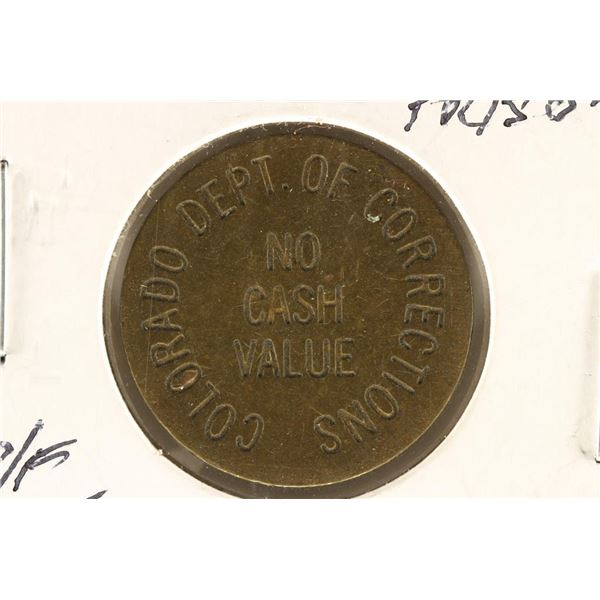 COLORADO DEPT. OF CORRECTIONS
NO
CASH
VALUE